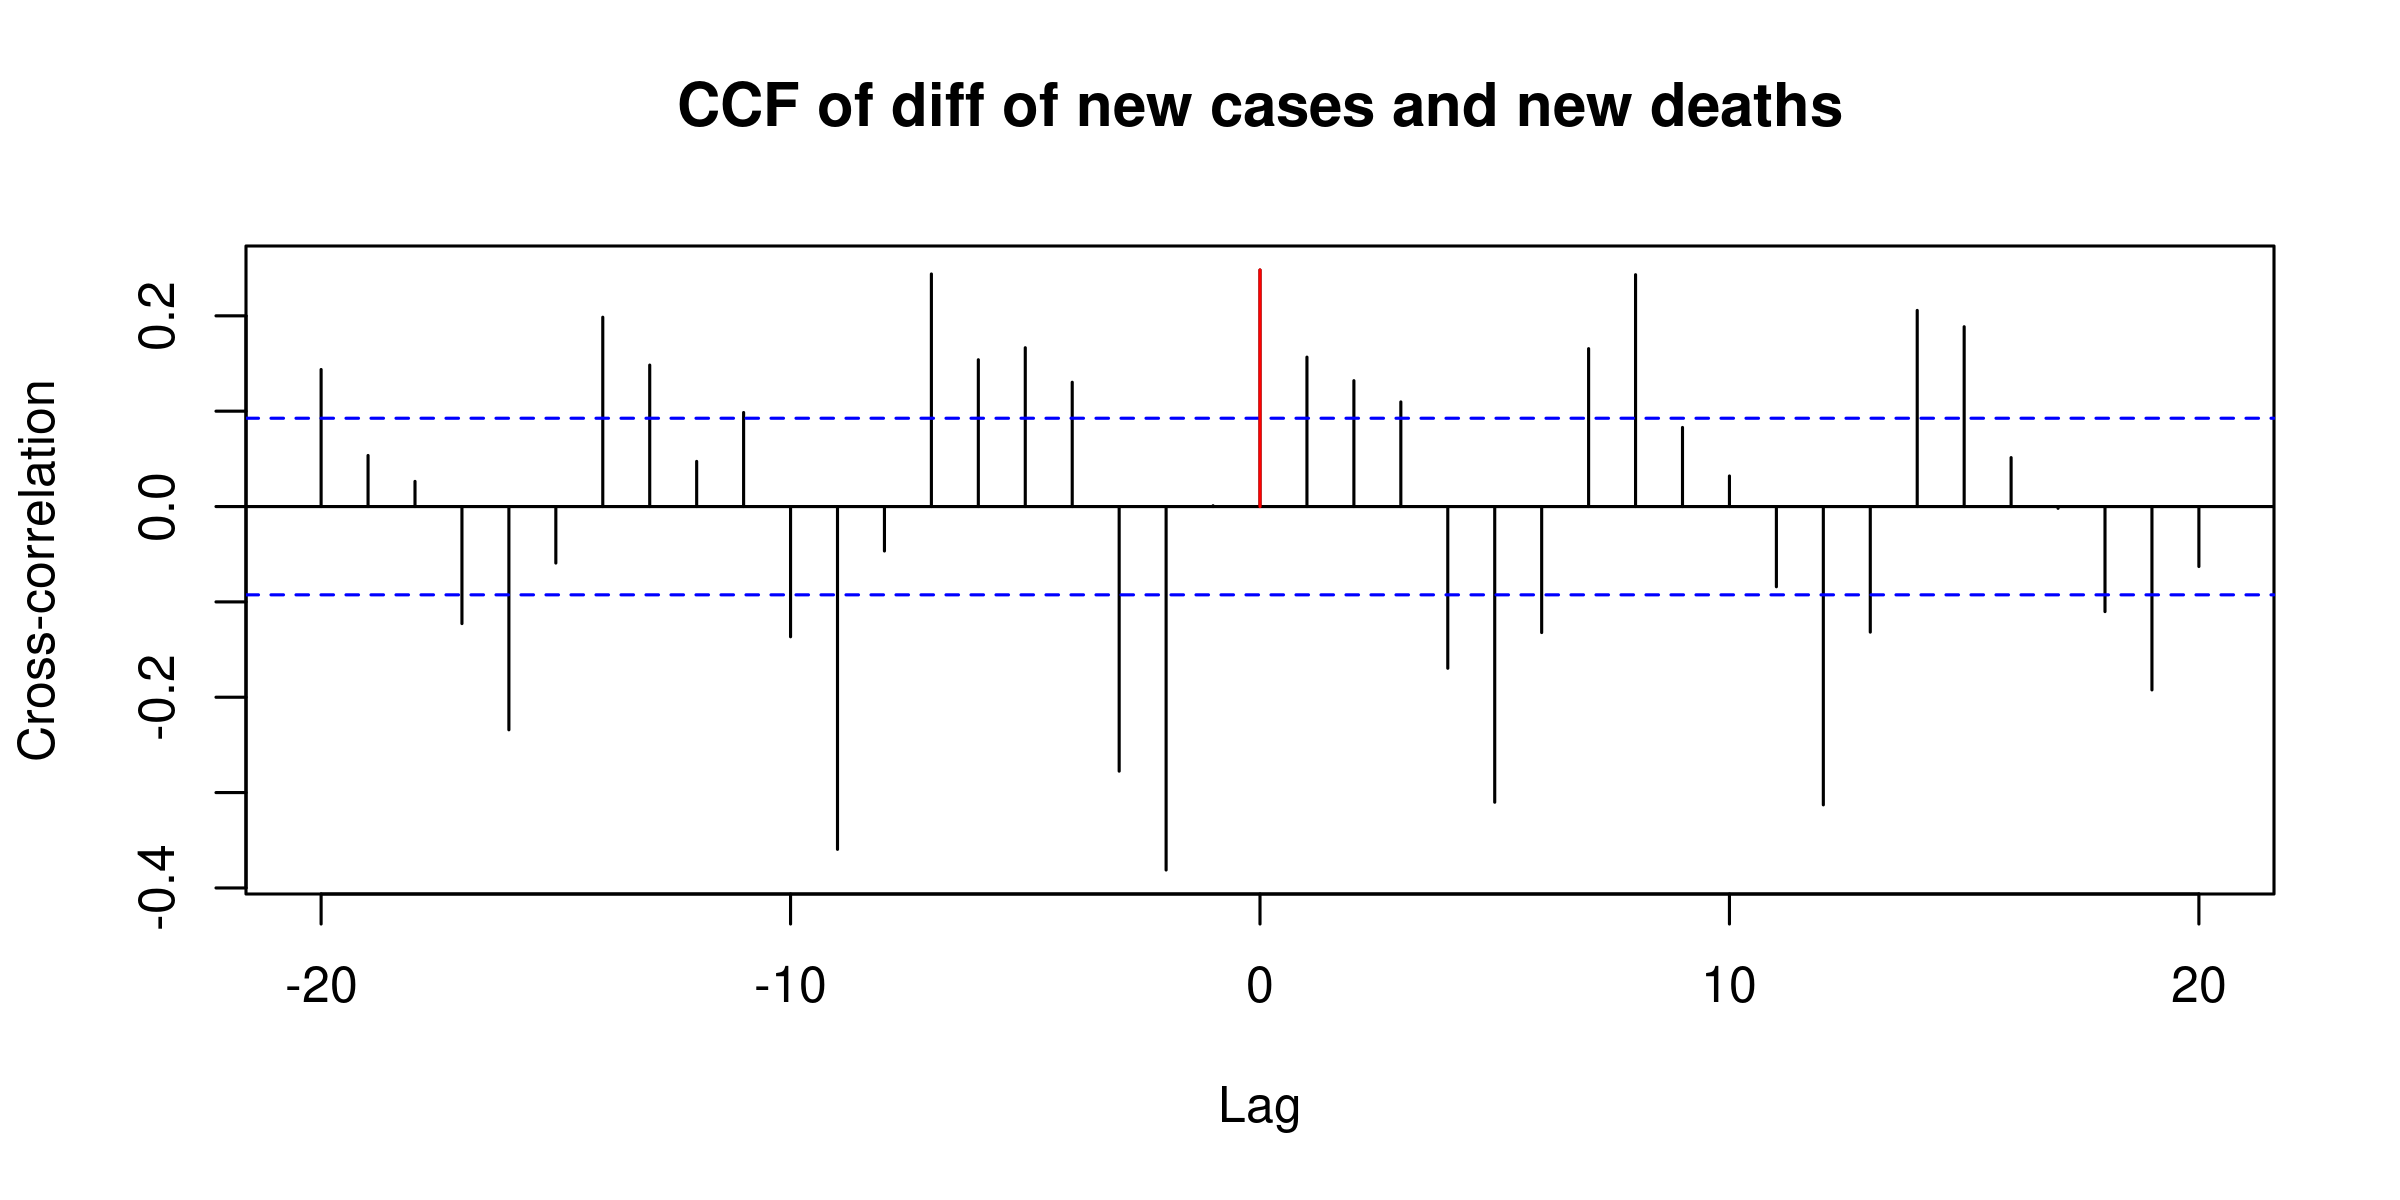 CCF of diff of new cases and new deaths
Cross-correlation
0.2
0.0
-0.2
-0.4
-20 -10 0 10 20
Lag